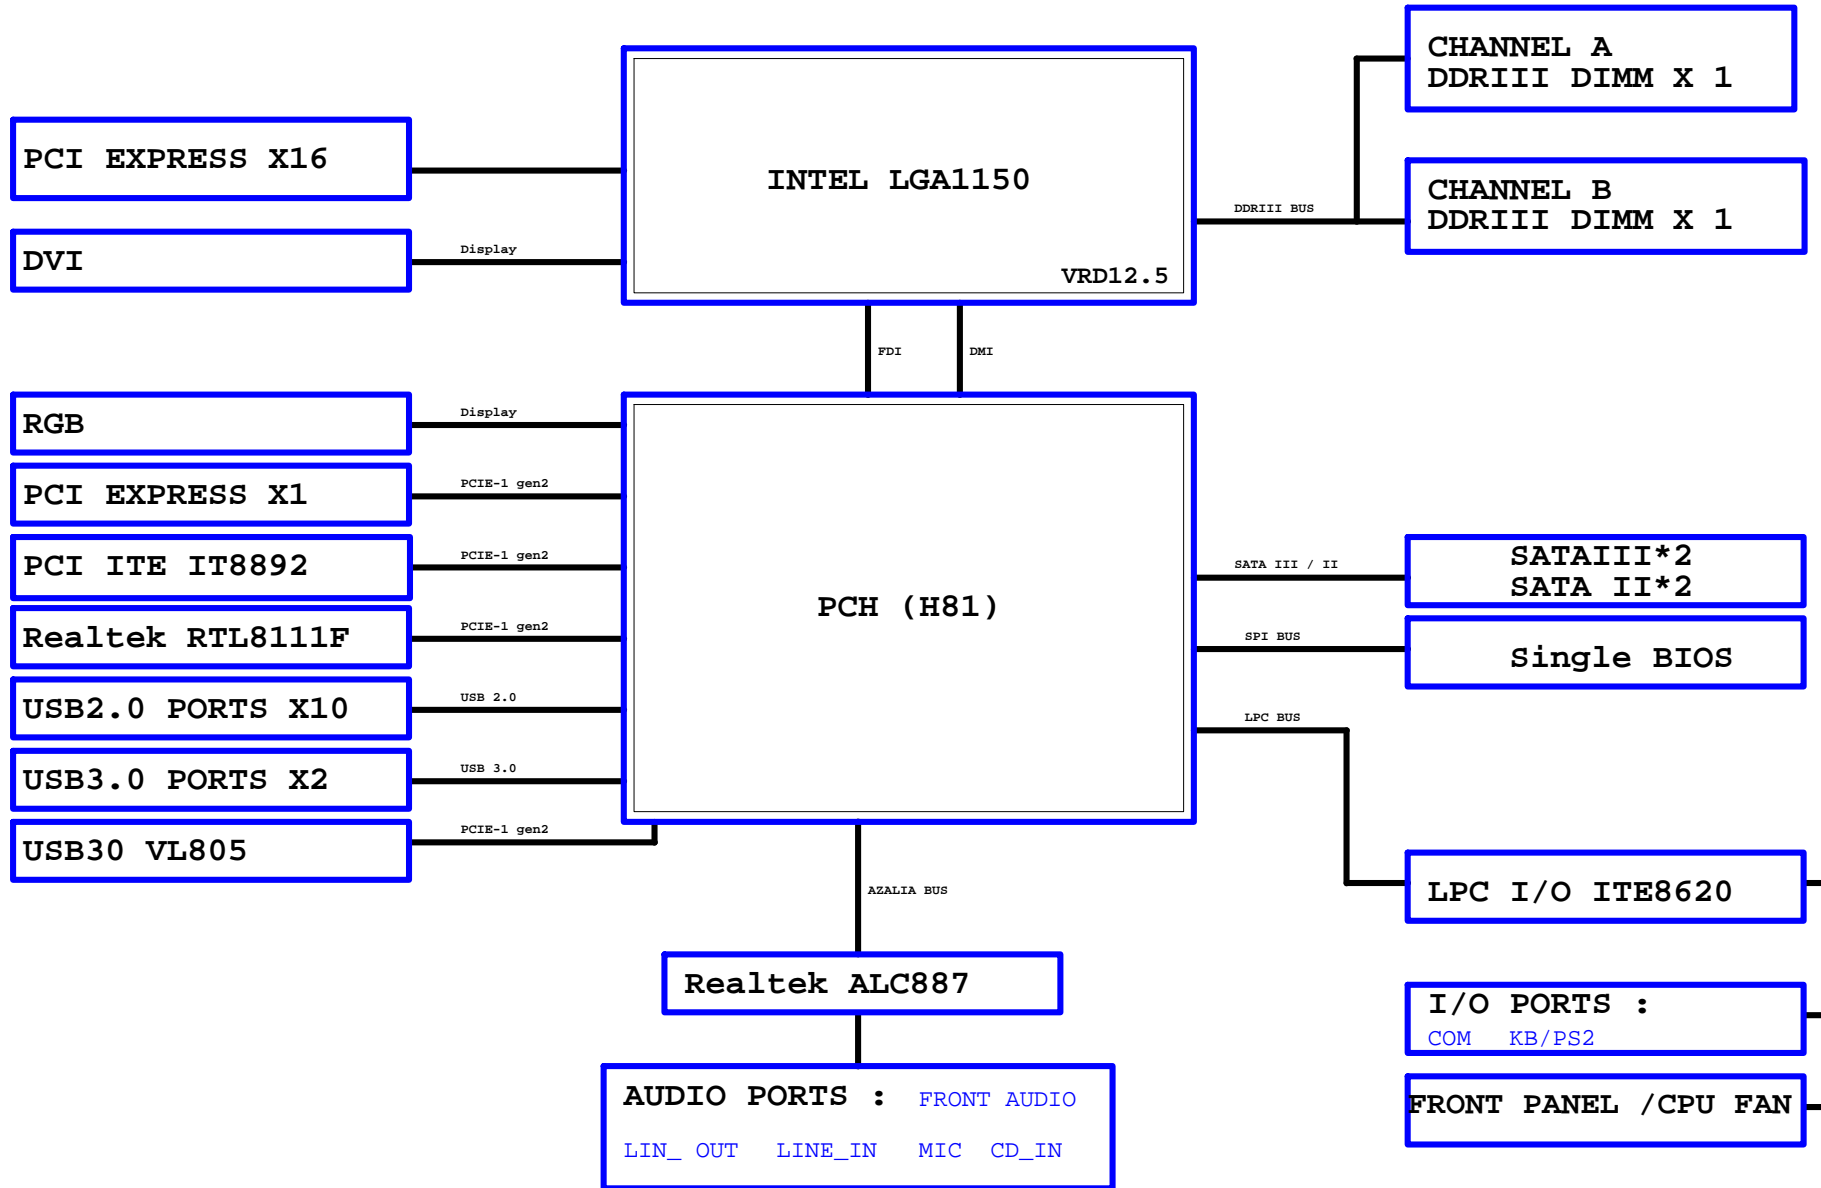 CHANNEL A
DDRIII DIMM X 1
PCI EXPRESS X16
INTEL LGA1150
CHANNEL B
DDRIII DIMM X 1
DDRIII BUS
DVI
Display
VRD12.5
FDI
DMI
RGB
Display
PCI EXPRESS X1
PCIE-1 gen2
PCI ITE IT8892
PCIE-1 gen2
SATA III / II
SATAIII*2
SATA II*2
PCH (H81)
Realtek RTL8111F
PCIE-1 gen2
SPI BUS
Single BIOS
USB2.0 PORTS X10
USB 2.0
LPC BUS
USB3.0 PORTS X2
USB 3.0
USB30 VL805
PCIE-1 gen2
AZALIA BUS
LPC I/O ITE8620
Realtek ALC887
I/O PORTS :
COM KB/PS2
AUDIO PORTS : FRONT AUDIO
LIN_ OUT LINE_IN MIC CD_IN
FRONT PANEL /CPU FAN